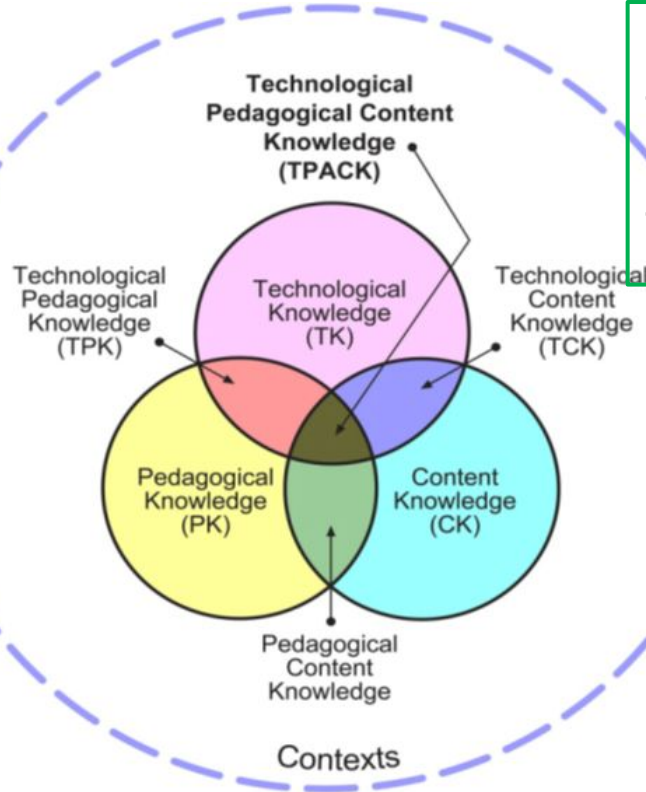 Technological
Pedagogical Content
Knowledge
(TPACK)
Technological
Pedagogical
Knowledge
(TPK)
Technological
Knowledge
(TK)
Technological
Content
Knowledge
(TCK)
Pedagogical
Knowledge
(PK)
Content
Knowledge
(CK)
Pedagogical
Content
Knowledge
Contexts